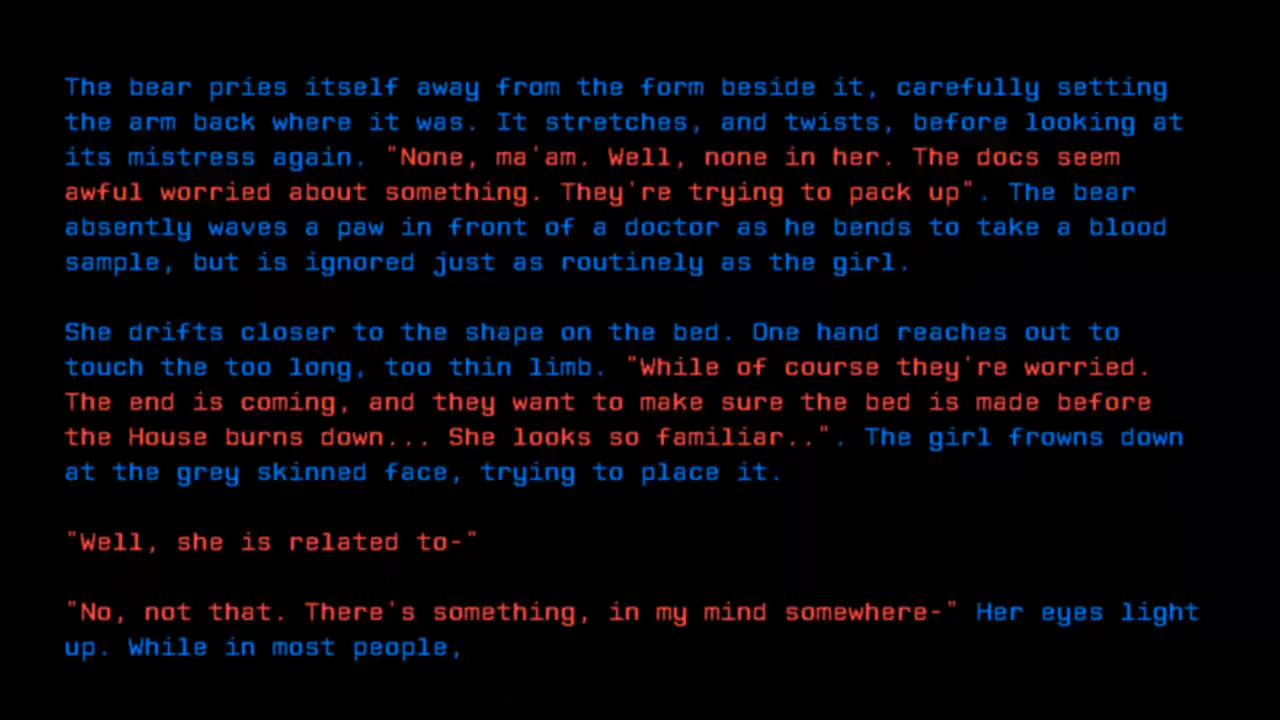 The bear pries itself away from the form beside it, carefully setting
the arm back where it was. It stretches, and twists, before looking at
its mistress again. "None, ma'am. Well, none in her. The docs seem
awful worried about something. They're trying to pack up". The bear
absently waves a paw in front of a doctor as he bends to take a blood
sample, but is ignored just as routinely as the girl.
She drifts closer to the shape on the bed. One hand reaches out to
touch the too long, too thin limb. "While of course they're worried.
The end is coming, and they want to make sure the bed is made before
the House burns down... She looks so familiar..". The girl frowns down
at the grey skinned face, trying to place it.
"Well, she is related to-"
"No, not that. There's something, in my mind somewhere-" Her eyes light
up. While in most people,